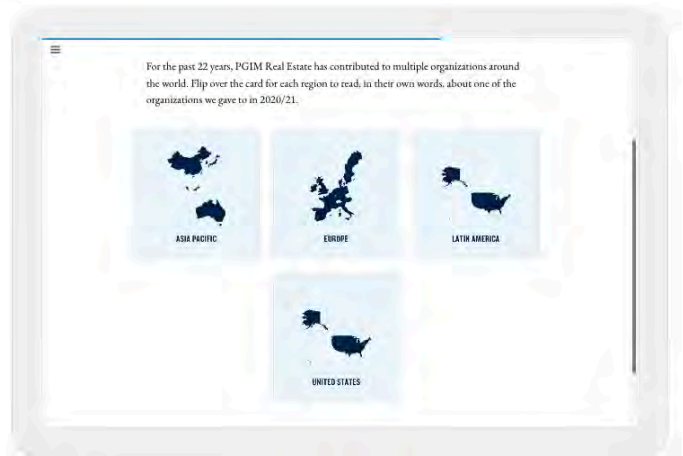 For the past 22 years, PGIM Real Estate has contributed to multiple organizations around
the world. Flip over the card for each region to read, in their own words, about one of the
organizations we gave to in 2020/21.
ASIA PACIFIC
EUROPE
LATIN AMERICA
UNITED STATES